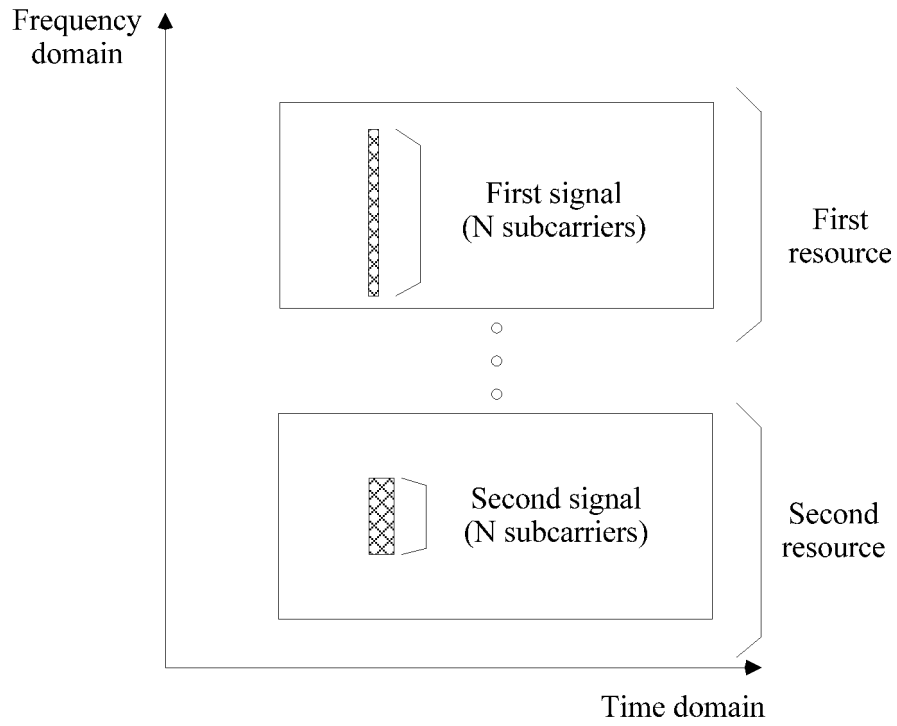 Frequency
domain
First signal
(N subcarriers)
First
resource
Second signal
(N subcarriers)
Second
resource
Time domain